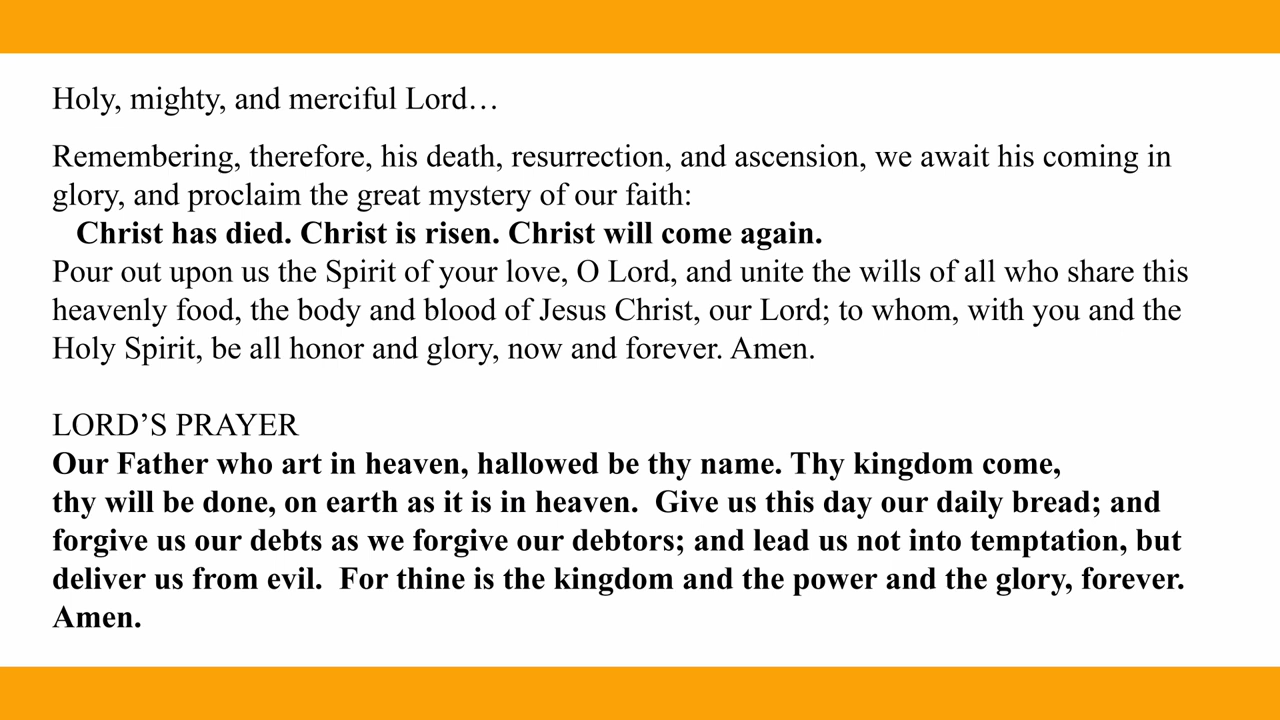 Holy, mighty, and merciful Lord…
Remembering, therefore, his death, resurrection, and ascension, we await his coming in
glory, and proclaim the great mystery of our faith:
Christ has died. Christ is risen. Christ will come again.
Pour out upon us the Spirit of your love, O Lord, and unite the wills of all who share this
heavenly food, the body and blood of Jesus Christ, our Lord; to whom, with you and the
Holy Spirit, be all honor and glory, now and forever. Amen.
LORD’S PRAYER
Our Father who art in heaven, hallowed be thy name. Thy kingdom come,
thy will be done, on earth as it is in heaven.  Give us this day our daily bread; and
forgive us our debts as we forgive our debtors; and lead us not into temptation, but
deliver us from evil.  For thine is the kingdom and the power and the glory, forever.
Amen.